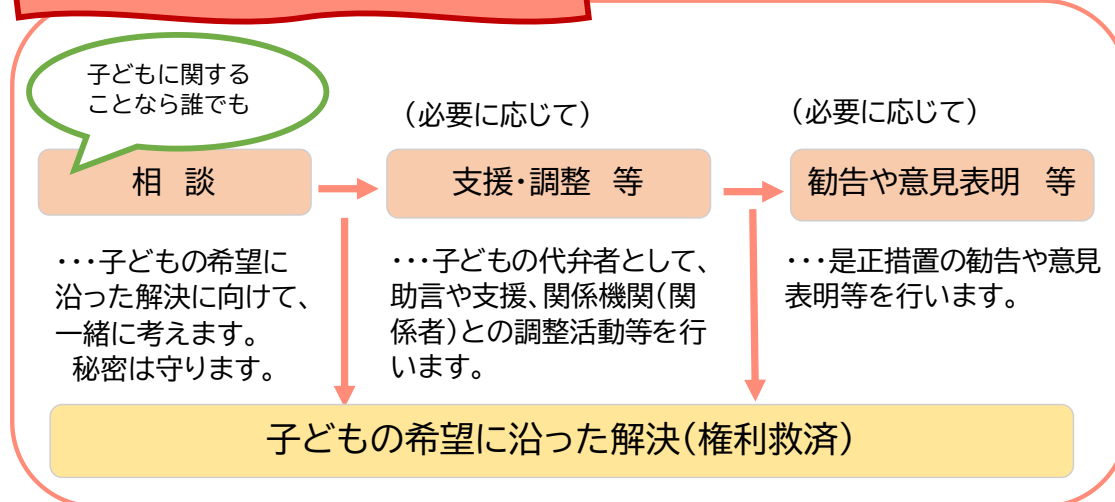 子どもに関する
ことなら誰でも
（必要に応じて）
（必要に応じて）
相 談
支援・調整 等
勧告や意見表明 等
・・・子どもの希望に
沿った解決に向けて、
一緒に考えます。
秘密は守ります。
・・・子どもの代弁者として、
助言や支援、関係機関（関
係者）との調整活動等を行
います。
・・・是正措置の勧告や意見
表明等を行います。
子どもの希望に沿った解決（権利救済）